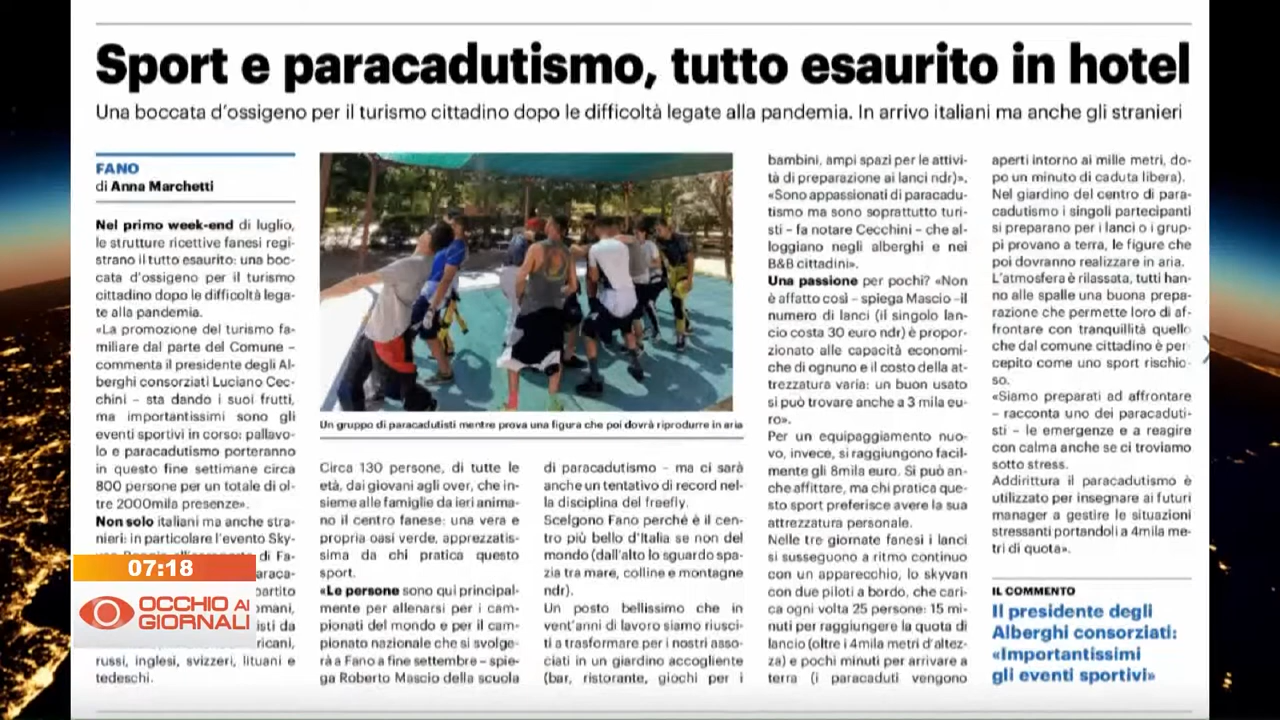 Sport e paracadutismo, tutto esaurito in hotel
Una boccata d'ossigeno per il turismo cittadino dopo le difficoltà legate alla pandemia. In arrivo italiani ma anche gli stranieri
FANO
di Anna Marchetti
Nel primo week-end di luglio,
le strutture ricettive fanesi regi-
strano il tutto esaurito: una boc-
cata d'ossigeno per il turismo
cittadino dopo le difficoltà lega-
te alla pandemia.
«La promozione del turismo fa-
miliare dal parte del Comune –
commenta il presidente degli Al-
berghi consorziati Luciano Cec-
chini – sta dando i suoi frutti,
ma importantissimi sono gli
eventi sportivi in corso: pallavo-
lo e paracadutismo porteranno
in questo fine settimane circa
800 persone per un totale di ol-
tre 2000mila presenze».
Non solo italiani ma anche stra-
nieri: in particolare l'evento Sky-
di Fa-
araca-
partito
omani,
isti da
ricani,
russi, inglesi, svizzeri, lituani e
tedeschi.
07:18
OCCHIO AI
GIORNALI
Un gruppo di paracadutisti mentre prova una figura che poi dovrà riprodurre in aria
Circa 130 persone, di tutte le
età, dai giovani agli over, che in-
sieme alle famiglie da ieri anima-
no il centro fanese: una vera e
propria oasi verde, apprezzatis-
sima da chi pratica questo
sport.
«Le persone sono qui principal-
mente per allenarsi per i cam-
pionati del mondo e per il cam-
pionato nazionale che si svolge-
rà a Fano a fine settembre – spie-
ga Roberto Mascio della scuola
di paracadutismo – ma ci sarà
anche un tentativo di record nel-
la disciplina del freefly.
Scelgono Fano perché è il cen-
tro più bello d'Italia se non del
mondo (dall'alto lo sguardo spa-
zia tra mare, colline e montagne
ndr).
Un posto bellissimo che in
vent'anni di lavoro siamo riusci-
ti a trasformare per i nostri asso-
ciati in un giardino accogliente
(bar, ristorante, giochi per i
bambini, ampi spazi per le attivi-
tà di preparazione ai lanci ndr)».
«Sono appassionati di paracadu-
tismo ma sono soprattutto turi-
sti – fa notare Cecchini – che al-
loggiano negli alberghi e nei
B&B cittadini».
Una passione per pochi? «Non
è affatto così – spiega Mascio –il
numero di lanci (il singolo lan-
cio costa 30 euro ndr) è propor-
zionato alle capacità economi-
che di ognuno e il costo della at-
trezzatura varia: un buon usato
si può trovare anche a 3 mila eu-
ro».
Per un equipaggiamento nuo-
vo, invece, si raggiungono facil-
mente gli 8mila euro. Si può an-
che affittare, ma chi pratica que-
sto sport preferisce avere la sua
attrezzatura personale.
Nelle tre giornate fanesi i lanci
si susseguono a ritmo continuo
con un apparecchio, lo skyvan
con due piloti a bordo, che cari-
ca ogni volta 25 persone: 15 mi-
nuti per raggiungere la quota di
lancio (oltre i 4mila metri d'altez-
za) e pochi minuti per arrivare a
terra (i paracaduti vengono
aperti intorno ai mille metri, do-
po un minuto di caduta libera).
Nel giardino del centro di para-
cadutismo i singoli partecipanti
si preparano per i lanci o i grup-
pi provano a terra, le figure che
poi dovranno realizzare in aria.
L'atmosfera è rilassata, tutti han-
no alle spalle una buona prepa-
razione che permette loro di af-
frontare con tranquillità quello
che dal comune cittadino è per-
cepito come uno sport rischio-
so.
«Siamo preparati ad affrontare
– racconta uno dei paracaduti-
sti – le emergenze e a reagire
con calma anche se ci troviamo
sotto stress.
Addirittura il paracadutismo è
utilizzato per insegnare ai futuri
manager a gestire le situazioni
stressanti portandoli a 4mila me-
tri di quota».
IL COMMENTO
Il presidente degli
Alberghi consorziati:
«Importantissimi
gli eventi sportivi»